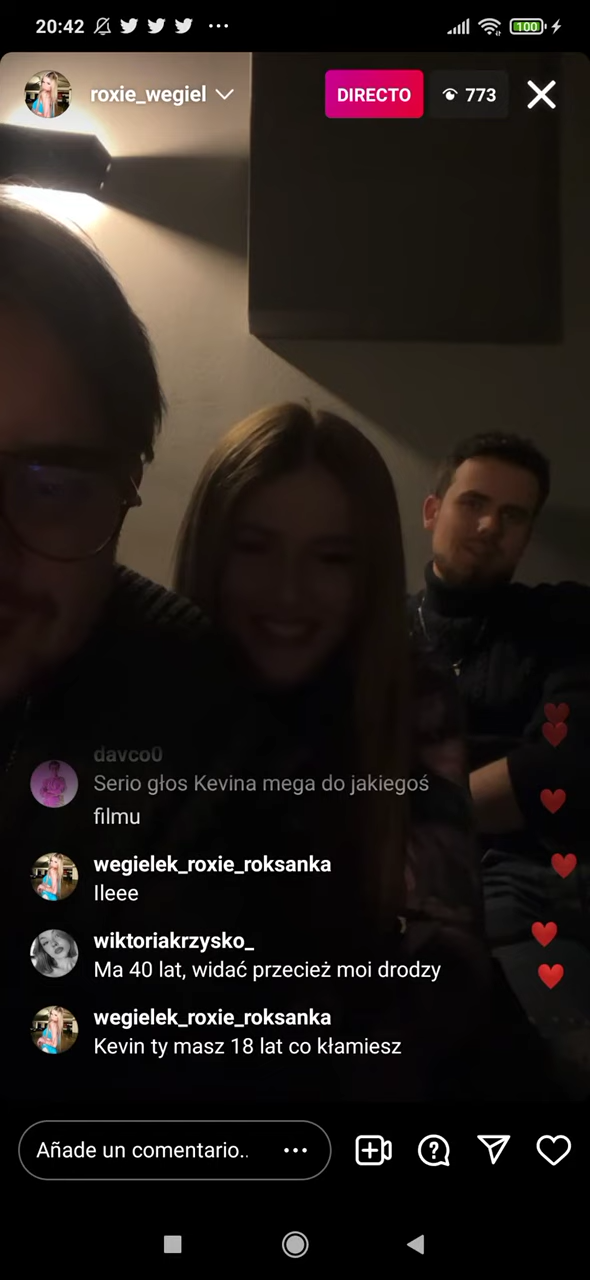 20:42
100
roxie_wegiel
DIRECTO
773
davco0
Serio głos Kevina mega do jakiegoś
filmu
wegielek_roxie_roksanka
Ileee
wiktoriakrzysko_
Ma 40 lat, widać przecież moi drodzy
wegielek_roxie_roksanka
Kevin ty masz 18 lat co kłamiesz
Añade un comentario..